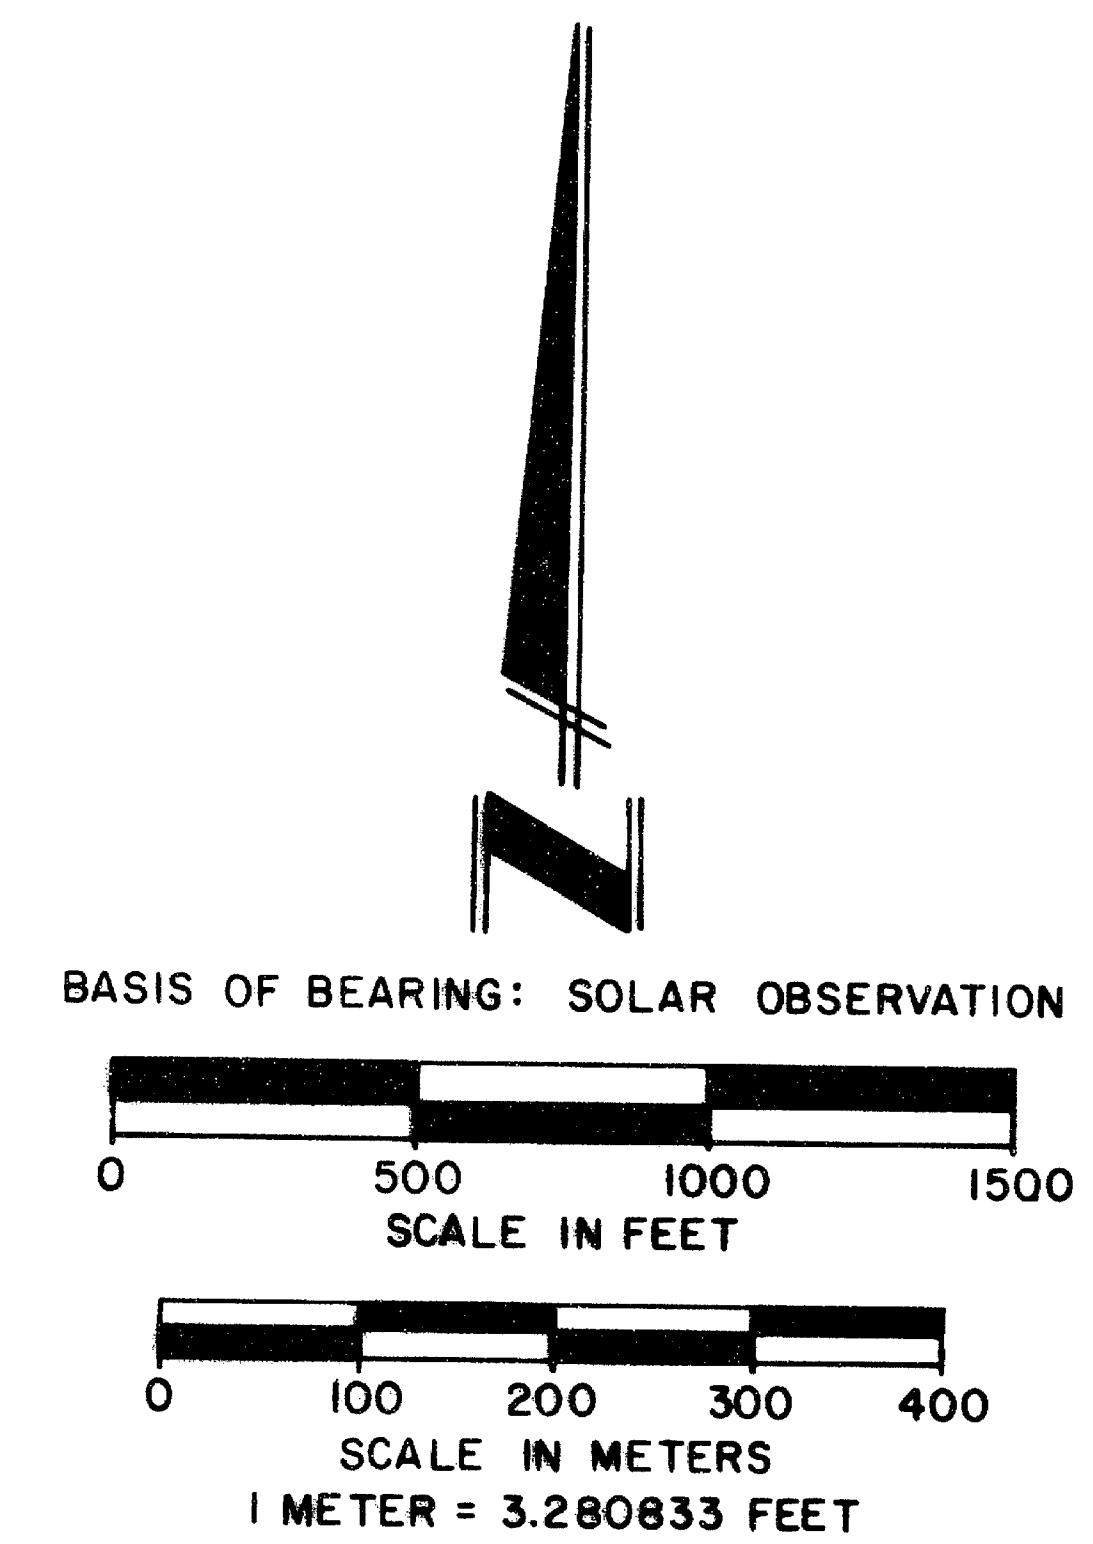 N
BASIS OF BEARING: SOLAR OBSERVATION
0 500 1000 1500
SCALE IN FEET
0 100 200 300 400
SCALE IN METERS
1 METER = 3.280833 FEET